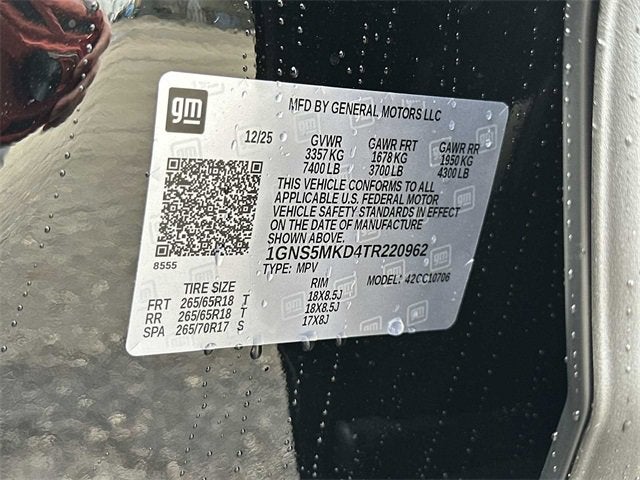 gm
MFD BY GENERAL MOTORS LLC
12/25 GVWR GAWR FRT GAWR RR
3357 KG 1678 KG 1950 KG
7400 LB 3700 LB 4300 LB
THIS VEHICLE CONFORMS TO ALL
APPLICABLE U.S. FEDERAL MOTOR
VEHICLE SAFETY STANDARDS IN EFFECT
ON THE DATE OF MANUFACTURE
SHOWN ABOVE.
1GNS5MKD4TR220962
8555
TYPE: MPV MODEL: 42CC10706
TIRE SIZE RIM
FRT 265/65R18 T 18X8.5J
RR 265/65R18 T 18X8.5J
SPA 265/70R17 S 17X8J